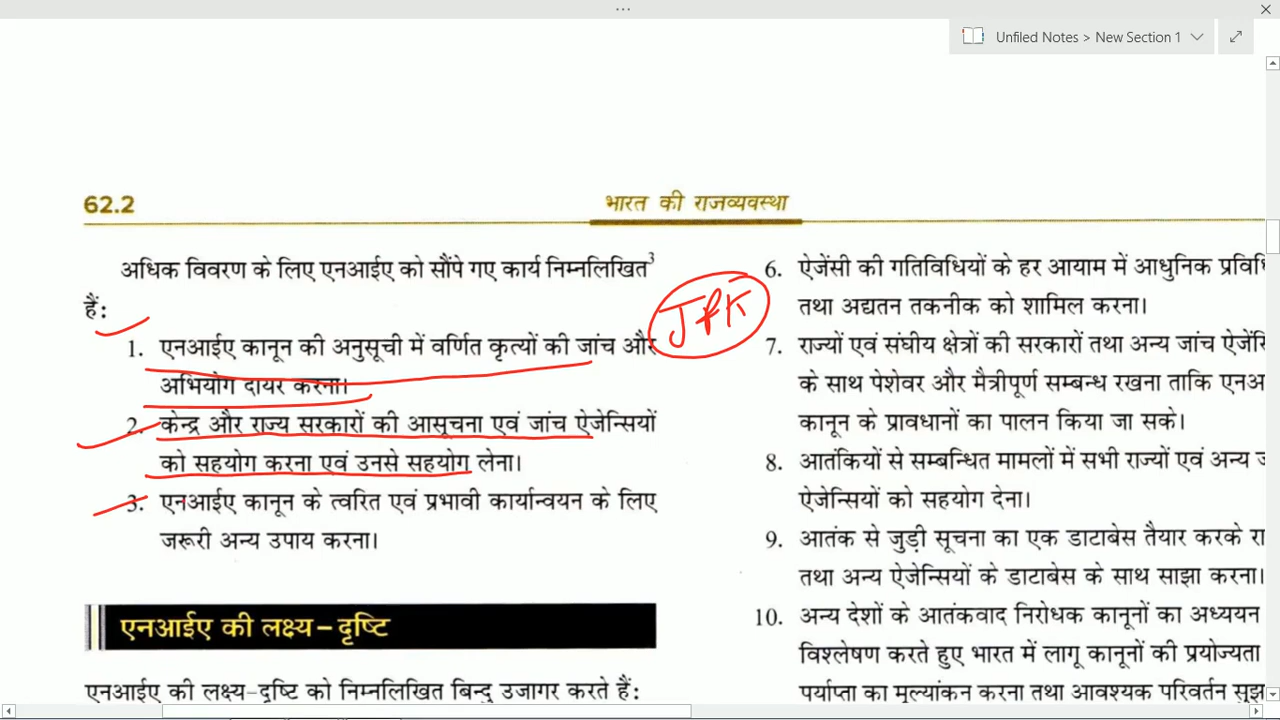 ...
Unfiled Notes > New Section 1
62.2
भारत की राजव्यवस्था
अधिक विवरण के लिए एनआईए को सौंपे गए कार्य निम्नलिखित³
हैं:
1. एनआईए कानून की अनुसूची में वर्णित कृत्यों की जांच और
अभियोग दायर करना।
2. केन्द्र और राज्य सरकारों की आसूचना एवं जांच ऐजेन्सियों
को सहयोग करना एवं उनसे सहयोग लेना।
3. एनआईए कानून के त्वरित एवं प्रभावी कार्यान्वयन के लिए
जरूरी अन्य उपाय करना।
एनआईए की लक्ष्य-दृष्टि
एनआईए की लक्ष्य-दृष्टि को निम्नलिखित बिन्दु उजागर करते हैं:
J&K
6. ऐजेंसी की गतिविधियों के हर आयाम में आधुनिक
तथा अद्यतन तकनीक को शामिल करना।
7. राज्यों एवं संघीय क्षेत्रों की सरकारों तथा अन्य जांच
के साथ पेशेवर और मैत्रीपूर्ण सम्बन्ध रखना ताकि
कानून के प्रावधानों का पालन किया जा सके।
8. आतंकियों से सम्बन्धित मामलों में सभी राज्यों एवं अन्य
ऐजेन्सियों को सहयोग देना।
9. आतंक से जुड़ी सूचना का एक डाटाबेस तैयार करके
तथा अन्य ऐजेन्सियों के डाटाबेस के साथ साझा करना।
10. अन्य देशों के आतंकवाद निरोधक कानूनों का अध्ययन
विश्लेषण करते हुए भारत में लागू कानूनों की प्रयोज्यता
पर्याप्ता का मूल्यांकन करना तथा आवश्यक परिवर्तन